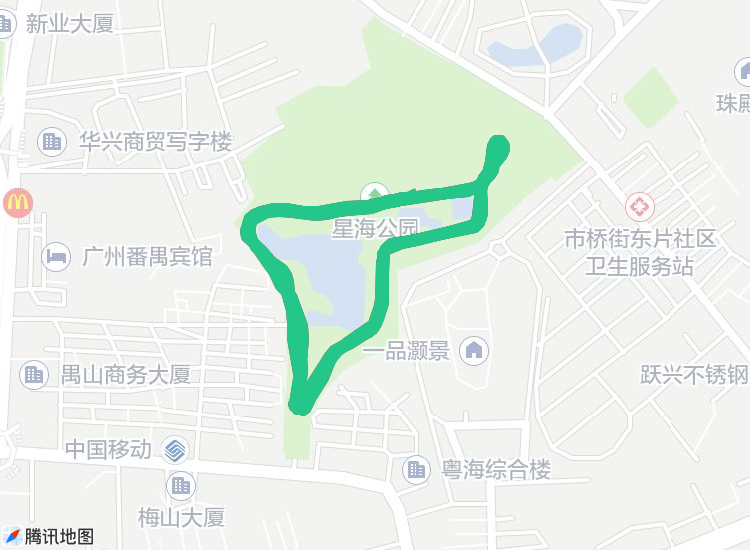 新业大厦
华兴商贸写字楼
珠殿
星海公园
市桥街东片社区
卫生服务站
广州番禺宾馆
一品灏景
禺山商务大厦
跃兴不锈钢
中国移动
粤海综合楼
梅山大厦
腾讯地图